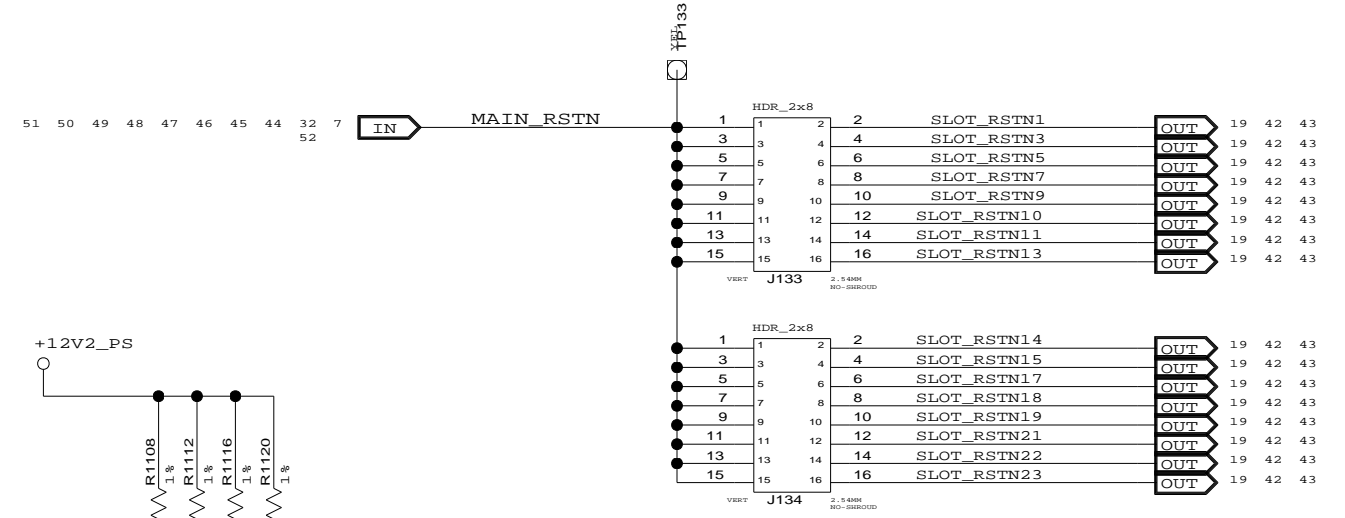 TP133
YEL
HDR_2x8
51 50 49 48 47 46 45 44 32 7 IN MAIN_RSTN 1 1 2 2 SLOT_RSTN1 OUT 19 42 43
52
3 3 4 4 SLOT_RSTN3 OUT 19 42 43
5 5 6 6 SLOT_RSTN5 OUT 19 42 43
7 7 8 8 SLOT_RSTN7 OUT 19 42 43
9 9 10 10 SLOT_RSTN9 OUT 19 42 43
11 11 12 12 SLOT_RSTN10 OUT 19 42 43
13 13 14 14 SLOT_RSTN11 OUT 19 42 43
15 15 16 16 SLOT_RSTN13 OUT 19 42 43
VERT J133 2.54MM
NO-SHROUD
HDR_2x8
1 1 2 2 SLOT_RSTN14 OUT 19 42 43
3 3 4 4 SLOT_RSTN15 OUT 19 42 43
5 5 6 6 SLOT_RSTN17 OUT 19 42 43
7 7 8 8 SLOT_RSTN18 OUT 19 42 43
9 9 10 10 SLOT_RSTN19 OUT 19 42 43
11 11 12 12 SLOT_RSTN21 OUT 19 42 43
13 13 14 14 SLOT_RSTN22 OUT 19 42 43
15 15 16 16 SLOT_RSTN23 OUT 19 42 43
VERT J134 2.54MM
NO-SHROUD
+12V2_PS
R1108
1%
R1112
1%
R1116
1%
R1120
1%